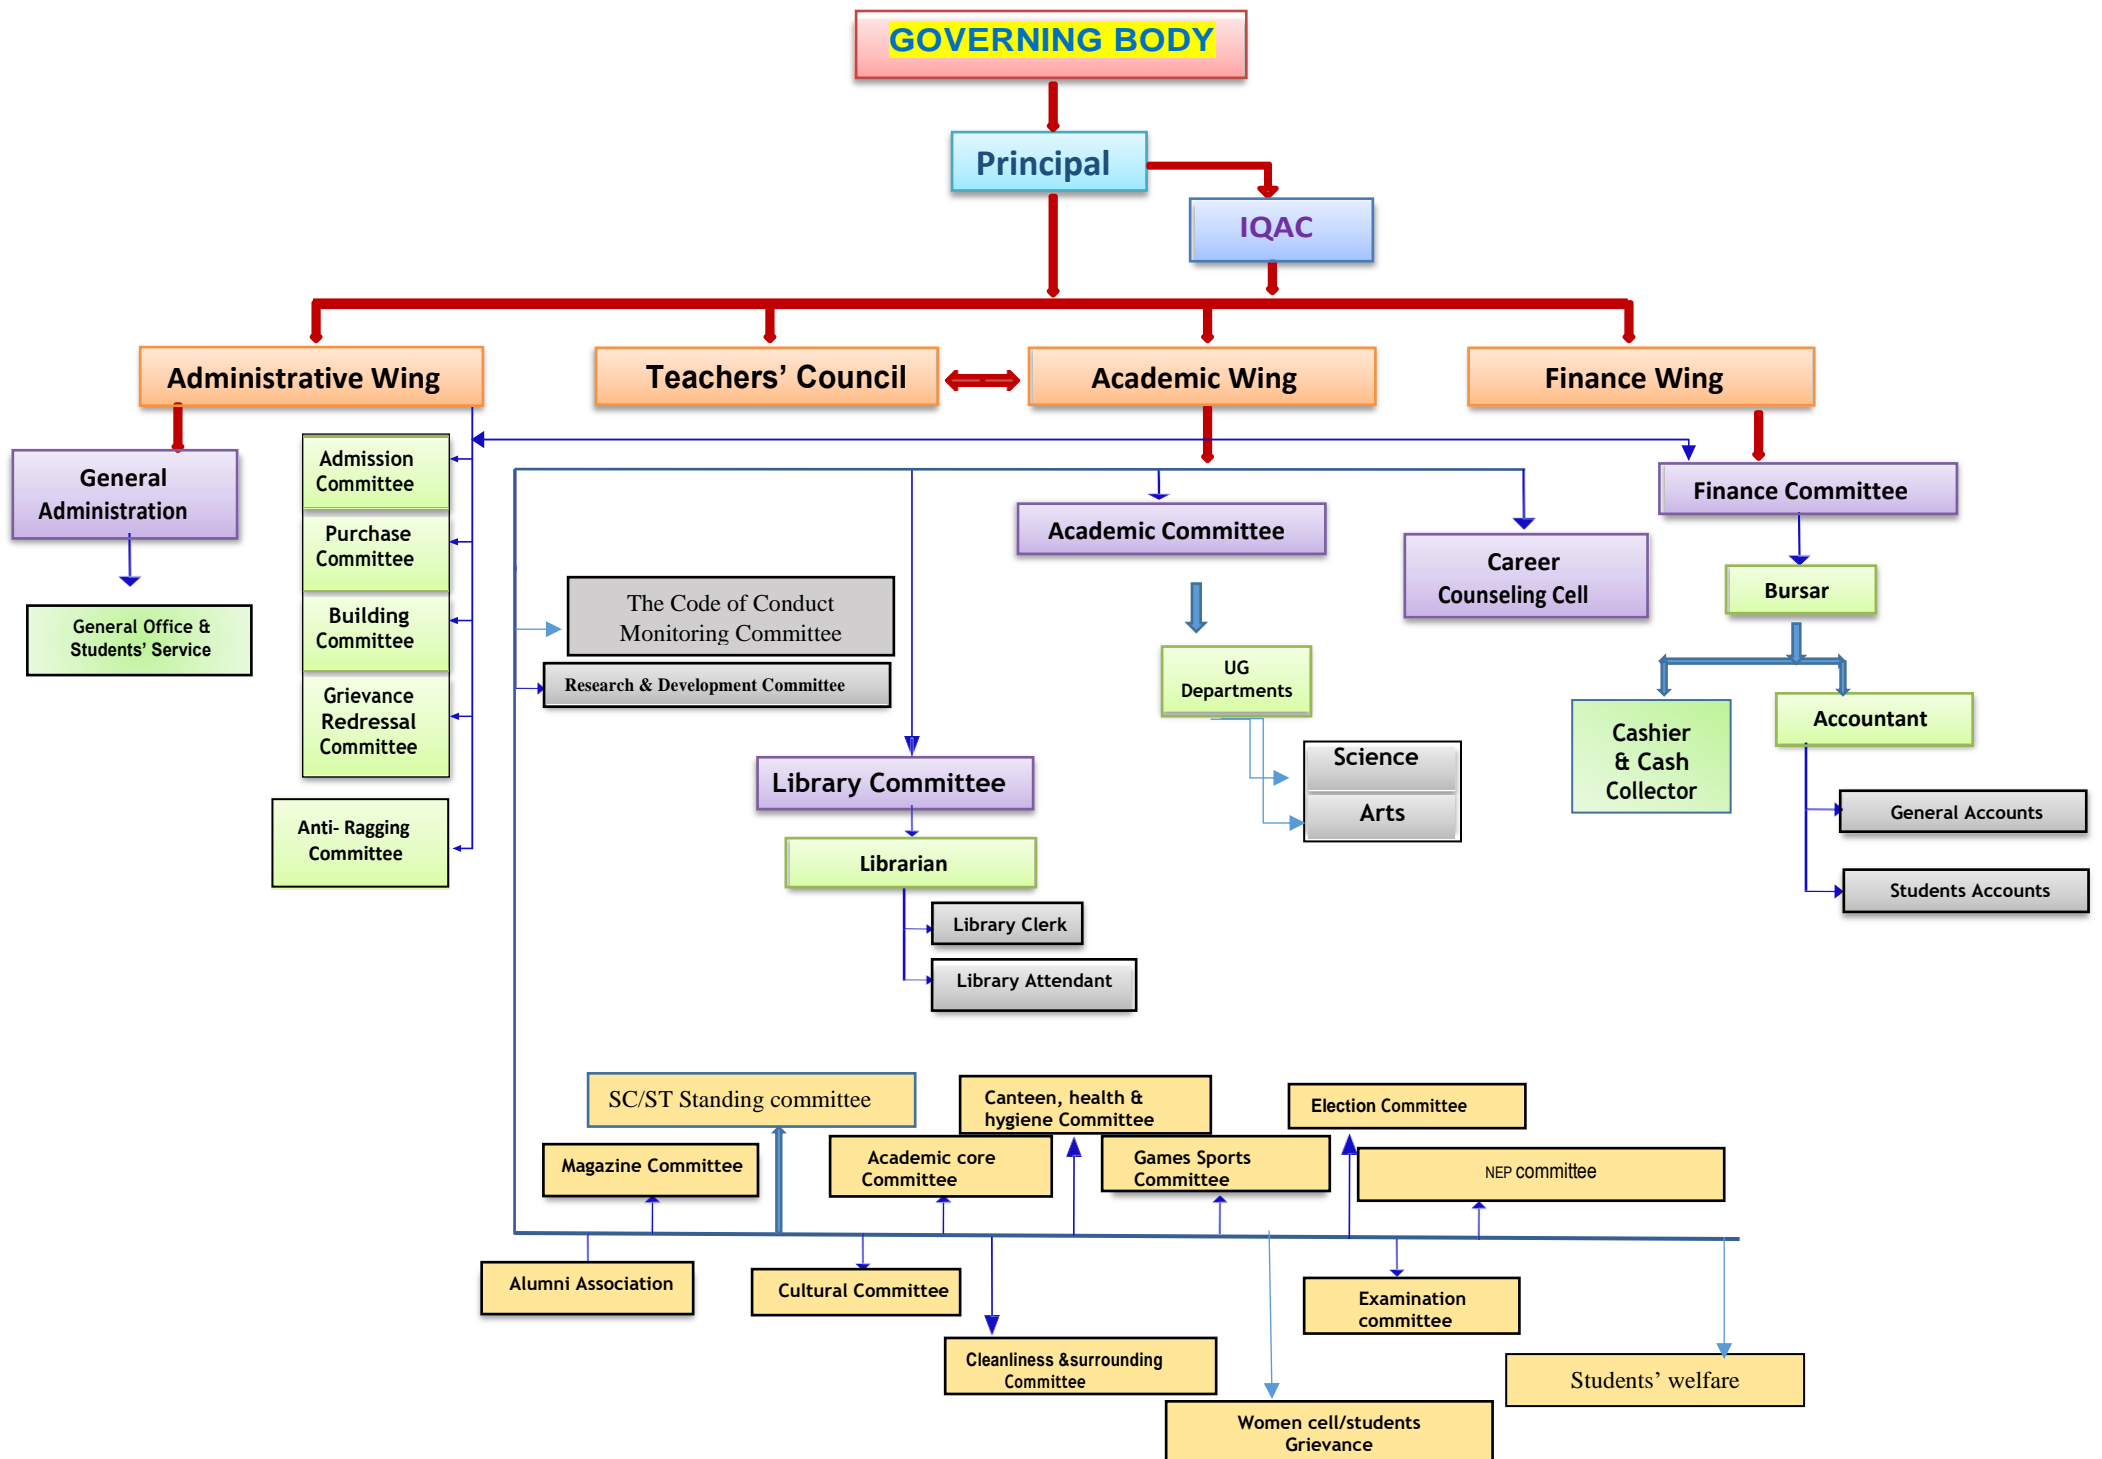 GOVERNING BODY
Principal
IQAC
Administrative Wing
Teachers’ Council
Academic Wing
Finance Wing
General
Administration
Admission
Committee
Purchase
Committee
Building
Committee
Grievance
Redressal
Committee
Anti- Ragging
Committee
General Office &
Students’ Service
Academic Committee
Career
Counseling Cell
Finance Committee
Bursar
The Code of Conduct
Monitoring Committee
Research & Development Committee
UG
Departments
Science
Arts
Cashier
& Cash
Collector
Accountant
General Accounts
Students Accounts
Library Committee
Librarian
Library Clerk
Library Attendant
SC/ST Standing committee
Canteen, health &
hygiene Committee
Election Committee
Magazine Committee
Academic core
Committee
Games Sports
Committee
NEP committee
Alumni Association
Cultural Committee
Cleanliness &surrounding
Committee
Examination
committee
Students’ welfare
Women cell/students
Grievance